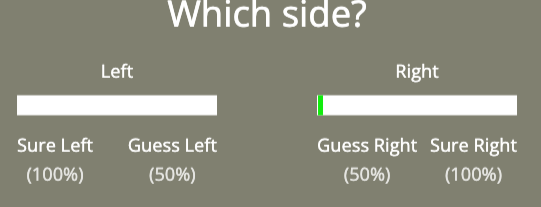 Which side?
Left Right
Sure Left Guess Left Guess Right Sure Right
(100%) (50%) (50%) (100%)